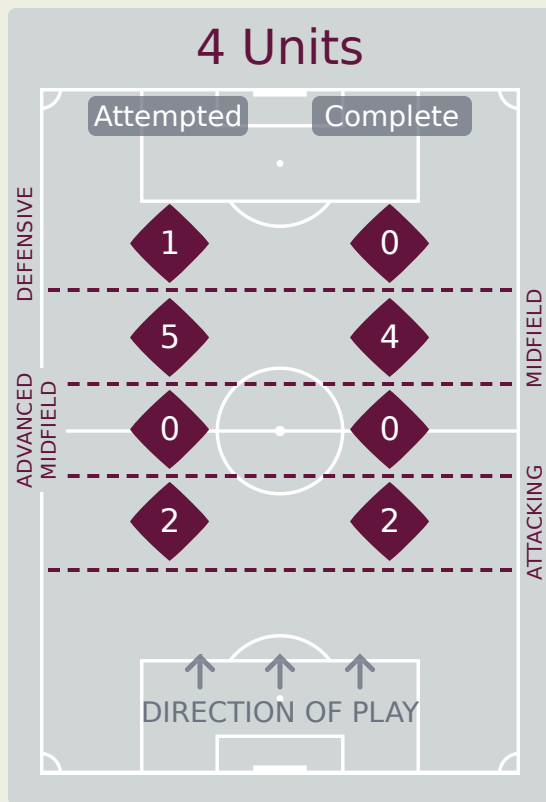 4 Units
Attempted
Complete
DEFENSIVE
1
0
MIDFIELD
5
4
ADVANCED
MIDFIELD
0
0
ATTACKING
2
2
DIRECTION OF PLAY